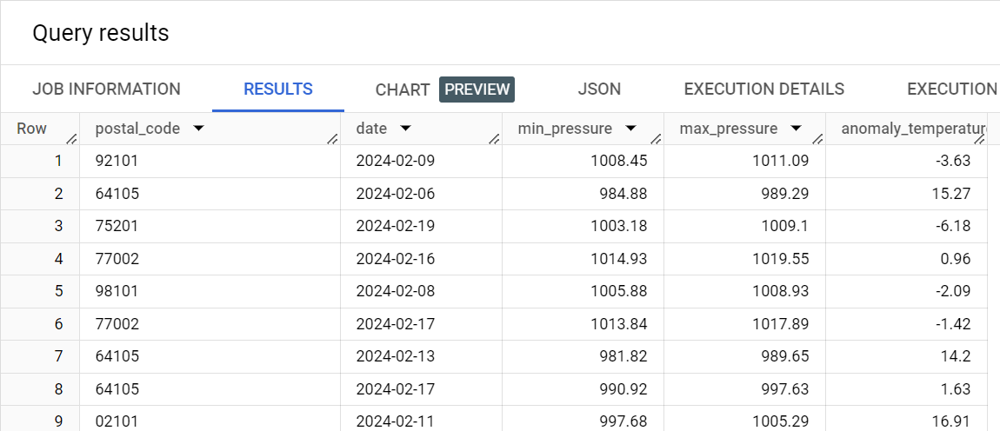 Query results
JOB INFORMATION RESULTS CHART PREVIEW JSON EXECUTION DETAILS EXECUTION
Row postal_code date min_pressure max_pressure anomaly_temperatur
1 92101 2024-02-09 1008.45 1011.09 -3.63
2 64105 2024-02-06 984.88 989.29 15.27
3 75201 2024-02-19 1003.18 1009.1 -6.18
4 77002 2024-02-16 1014.93 1019.55 0.96
5 98101 2024-02-08 1005.88 1008.93 -2.09
6 77002 2024-02-17 1013.84 1017.89 -1.42
7 64105 2024-02-13 981.82 989.65 14.2
8 64105 2024-02-17 990.92 997.63 1.63
9 02101 2024-02-11 997.68 1005.29 16.91